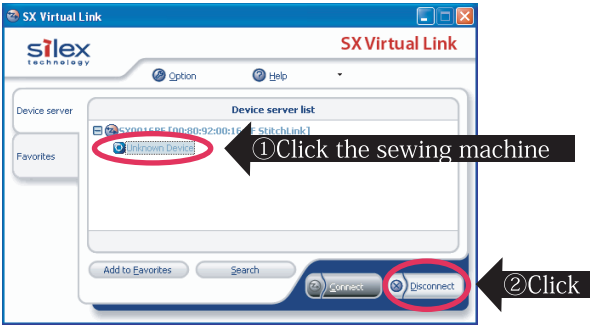 SX Virtual Link
silex
technology
SX Virtual Link
Option Help
Device server
Device server list
SX001685 [00:80:92:00:16: StitchLink]
Unknown Device
①Click the sewing machine
Favorites
Add to Favorites Search
Connect Disconnect
②Click